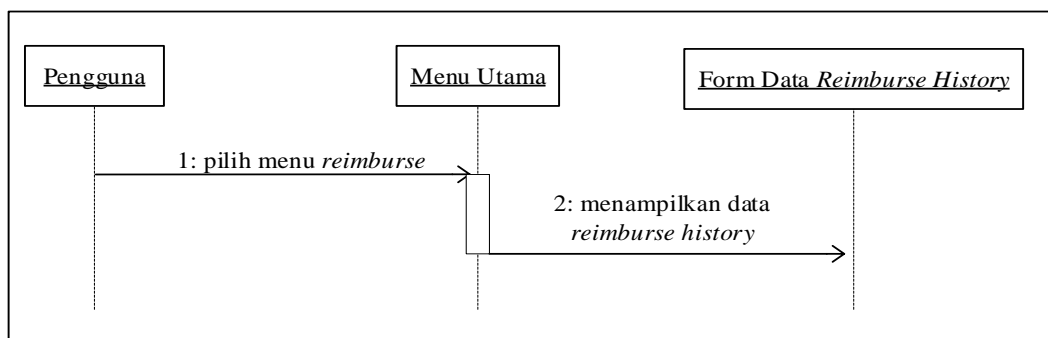 Pengguna
Menu Utama
Form Data Reimburse History
1: pilih menu reimburse
2: menampilkan data
reimburse history